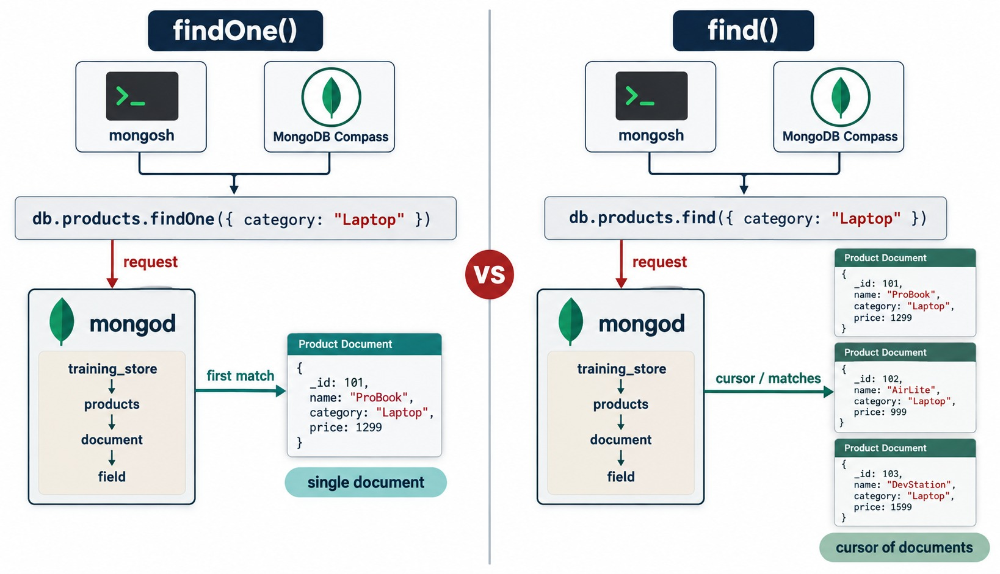 findOne()
>_
mongosh
MongoDB Compass
db.products.findOne({ category: "Laptop" })
request
mongod
training_store
products
document
field
first match
Product Document
{
_id: 101,
name: "ProBook",
category: "Laptop",
price: 1299
}
single document
VS
find()
>_
mongosh
MongoDB Compass
db.products.find({ category: "Laptop" })
request
mongod
training_store
products
document
field
cursor / matches
Product Document
{
_id: 101,
name: "ProBook",
category: "Laptop",
price: 1299
}
Product Document
{
_id: 102,
name: "AirLite",
category: "Laptop",
price: 999
}
Product Document
{
_id: 103,
name: "DevStation",
category: "Laptop",
price: 1599
}
cursor of documents